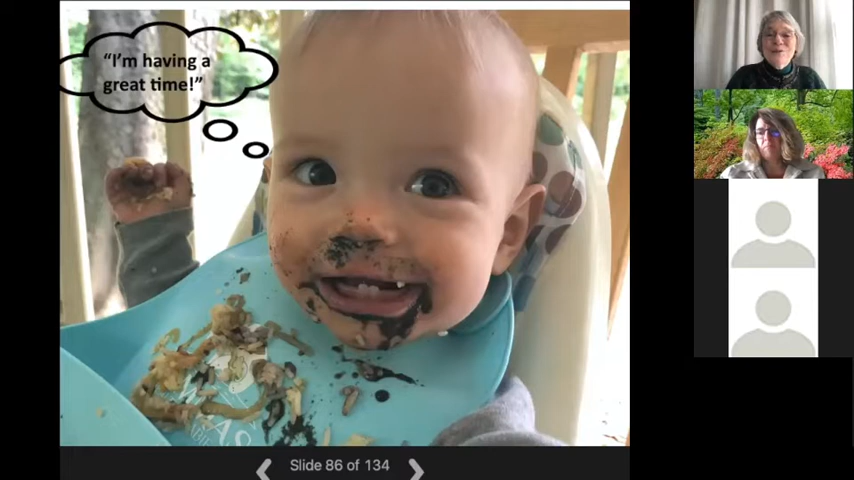 “I'm having a
great time!”
Slide 86 of 134